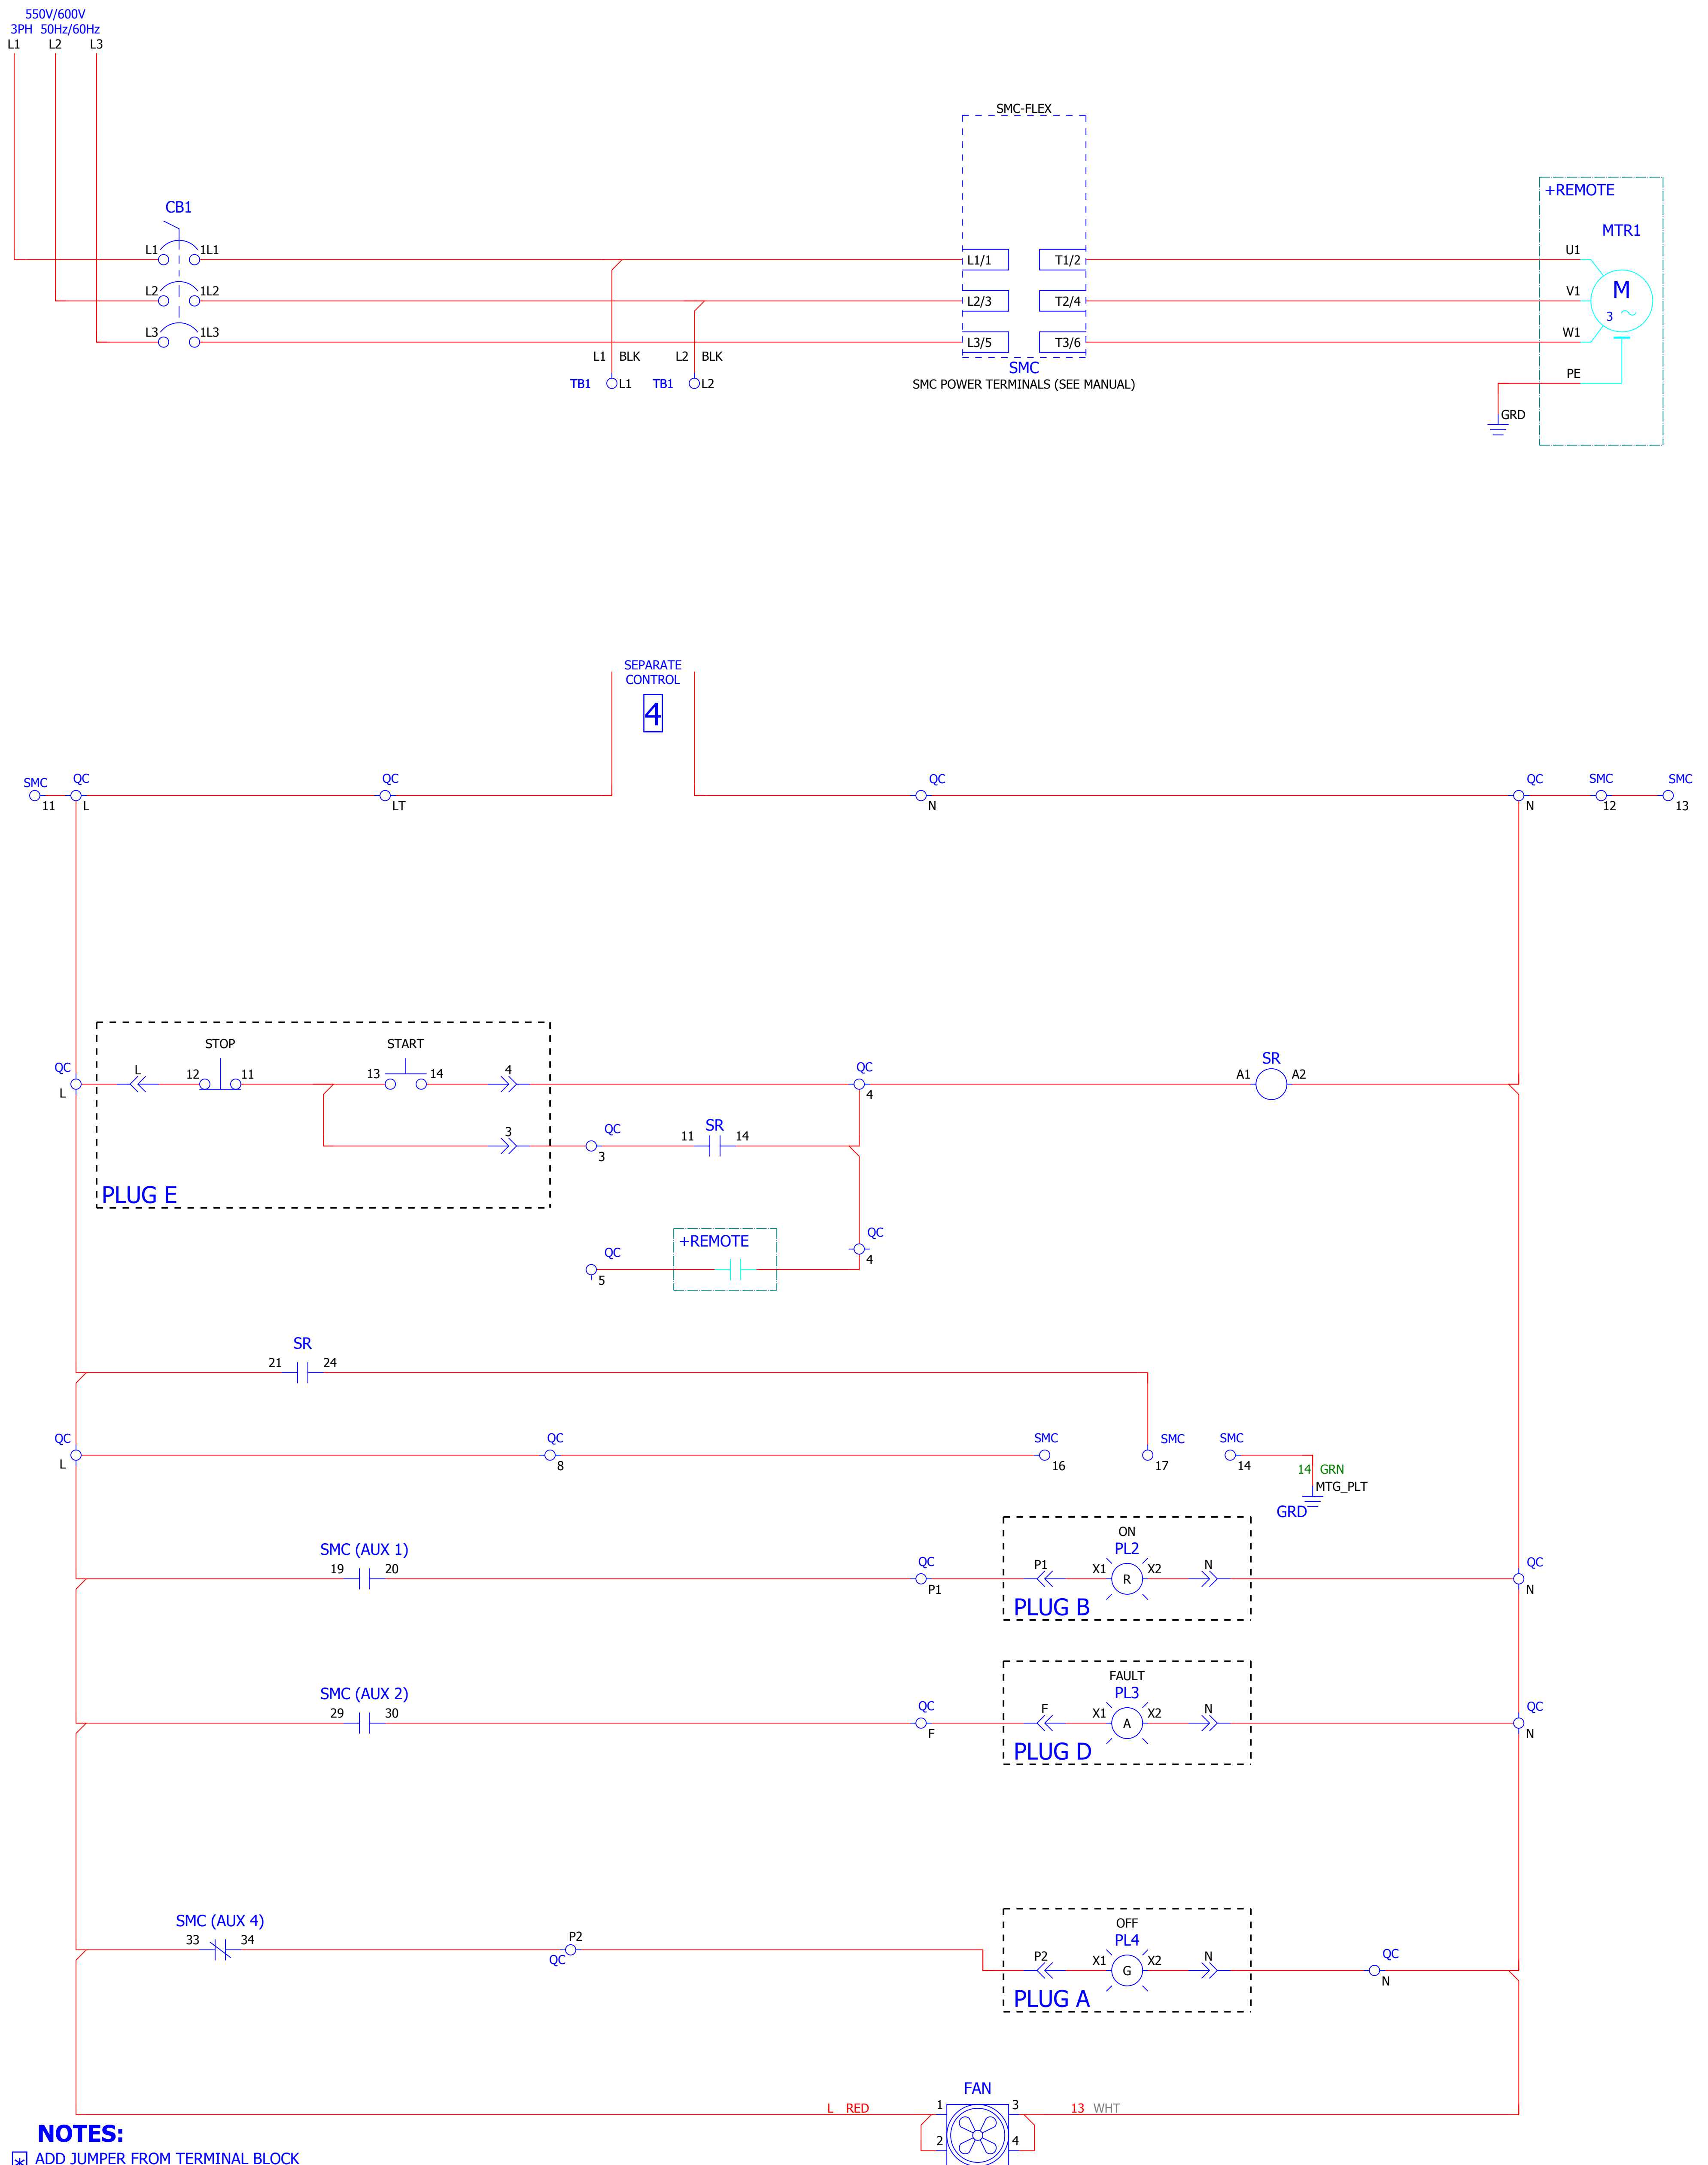 550V/600V
3PH 50Hz/60Hz
L1 L2 L3
SMC-FLEX
+REMOTE
CB1
MTR1
L1 1L1 L1/1 T1/2 U1
L2 1L2 L2/3 T2/4 V1 M
3
L3 1L3 L3/5 T3/6 W1
L1 BLK L2 BLK
SMC
PE
TB1 L1 TB1 L2 SMC POWER TERMINALS (SEE MANUAL)
GRD
SEPARATE
CONTROL
4
SMC QC QC QC QC SMC SMC
11 L LT N N 12 13
STOP START
QC L 12 11 13 14 4 QC SR
A1 A2
L 4
3 QC 11 SR 14
3
PLUG E
+REMOTE QC
QC
4
5
SR
21 24
QC QC SMC SMC SMC
L 8 16 17 14
14 GRN
MTG_PLT
GRD
ON
SMC (AUX 1) PL2
19 20 QC P1 X1 R X2 N QC
P1 N
PLUG B
FAULT
SMC (AUX 2) PL3
29 30 QC F X1 A X2 N QC
F N
PLUG D
SMC (AUX 4) OFF
33 34 P2 PL4
QC P2 X1 G X2 N QC
N
PLUG A
FAN
L RED 1 3 13 WHT
2 4
NOTES:
* ADD JUMPER FROM TERMINAL BLOCK